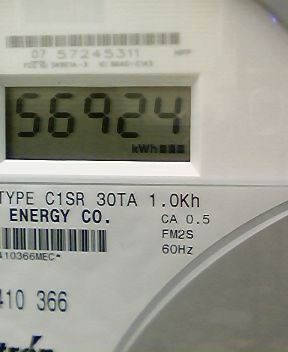 07 57245311
56924
kWh
TYPE C1SR 30TA 1.0Kh
ENERGY CO. CA 0.5
FM2S
60Hz
410366MEC*
410 366